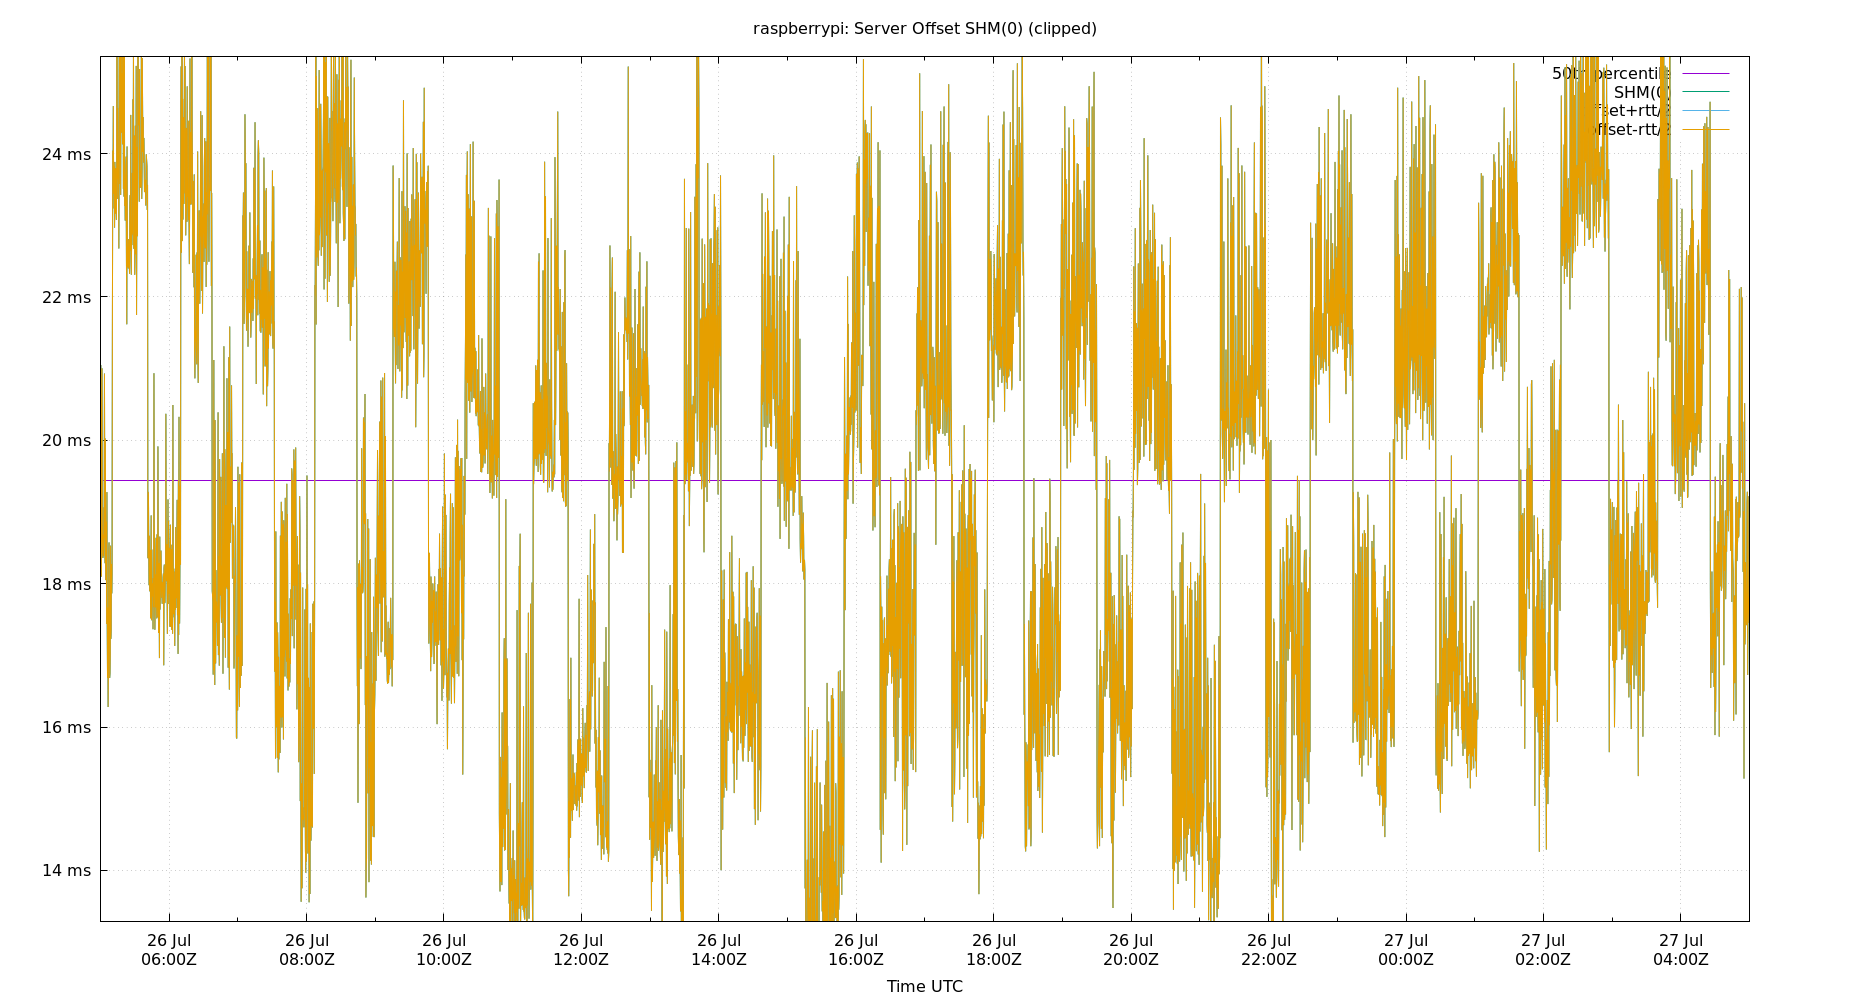 raspberrypi: Server Offset SHM(0) (clipped)
50th percentile
SHM(0)
offset-rtt/2
24 ms
22 ms
20 ms
18 ms
16 ms
14 ms
26 Jul 26 Jul 26 Jul 26 Jul 26 Jul 26 Jul 26 Jul 26 Jul 26 Jul 27 Jul 27 Jul 27 Jul
06:00Z 08:00Z 10:00Z 12:00Z 14:00Z 16:00Z 18:00Z 20:00Z 22:00Z 00:00Z 02:00Z 04:00Z
Time UTC